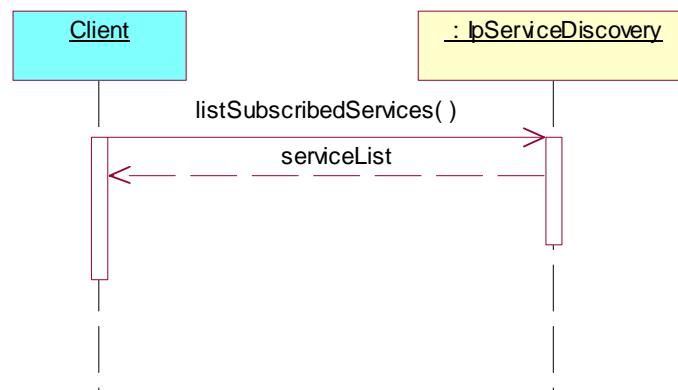 Client
: IpServiceDiscovery
listSubscribedServices( )
serviceList